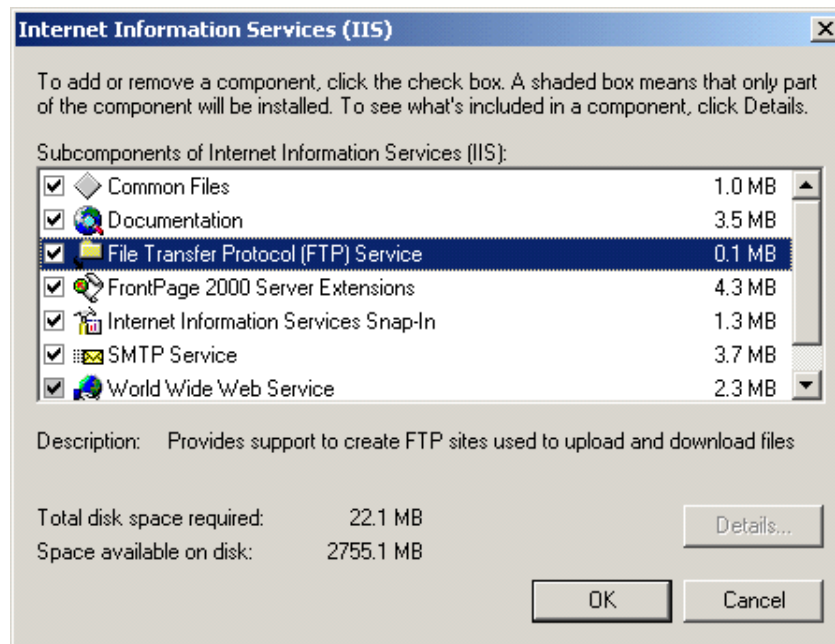 Internet Information Services (IIS)
To add or remove a component, click the check box. A shaded box means that only part
of the component will be installed. To see what's included in a component, click Details.
Subcomponents of Internet Information Services (IIS):
Common Files 1.0 MB
Documentation 3.5 MB
File Transfer Protocol (FTP) Service 0.1 MB
FrontPage 2000 Server Extensions 4.3 MB
Internet Information Services Snap-In 1.3 MB
SMTP Service 3.7 MB
World Wide Web Service 2.3 MB
Description: Provides support to create FTP sites used to upload and download files
Total disk space required: 22.1 MB
Details...
Space available on disk: 2755.1 MB
OK Cancel